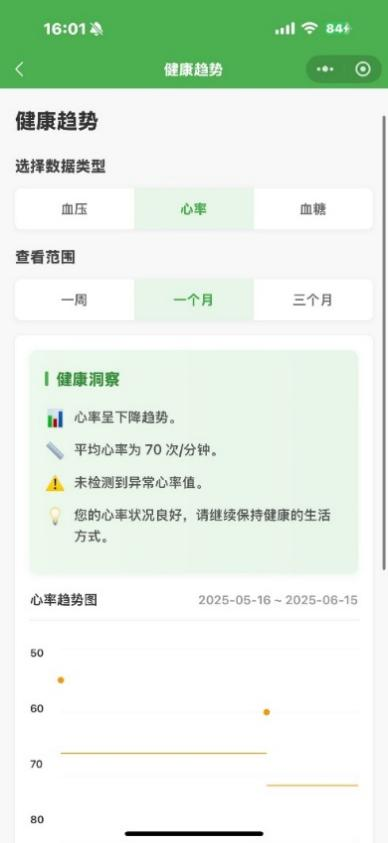 16:01
84
健康趋势
健康趋势
选择数据类型
血压 心率 血糖
查看范围
一周 一个月 三个月
健康洞察
心率呈下降趋势。
平均心率为 70 次/分钟。
未检测到异常心率值。
您的心率状况良好，请继续保持健康的生活
方式。
心率趋势图 2025-05-16 ~ 2025-06-15
50
60
70
80